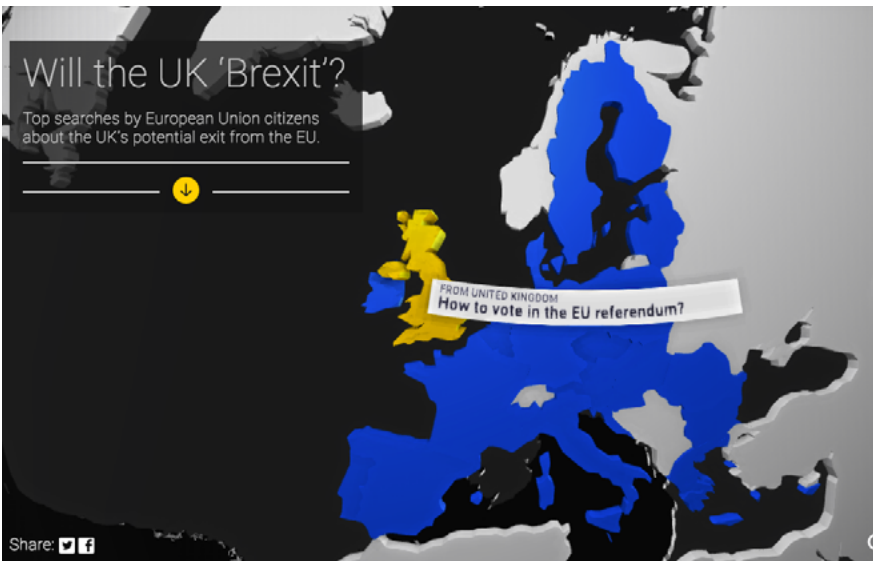 Will the UK ‘Brexit’?
Top searches by European Union citizens
about the UK’s potential exit from the EU.
FROM UNITED KINGDOM
How to vote in the EU referendum?
Share: